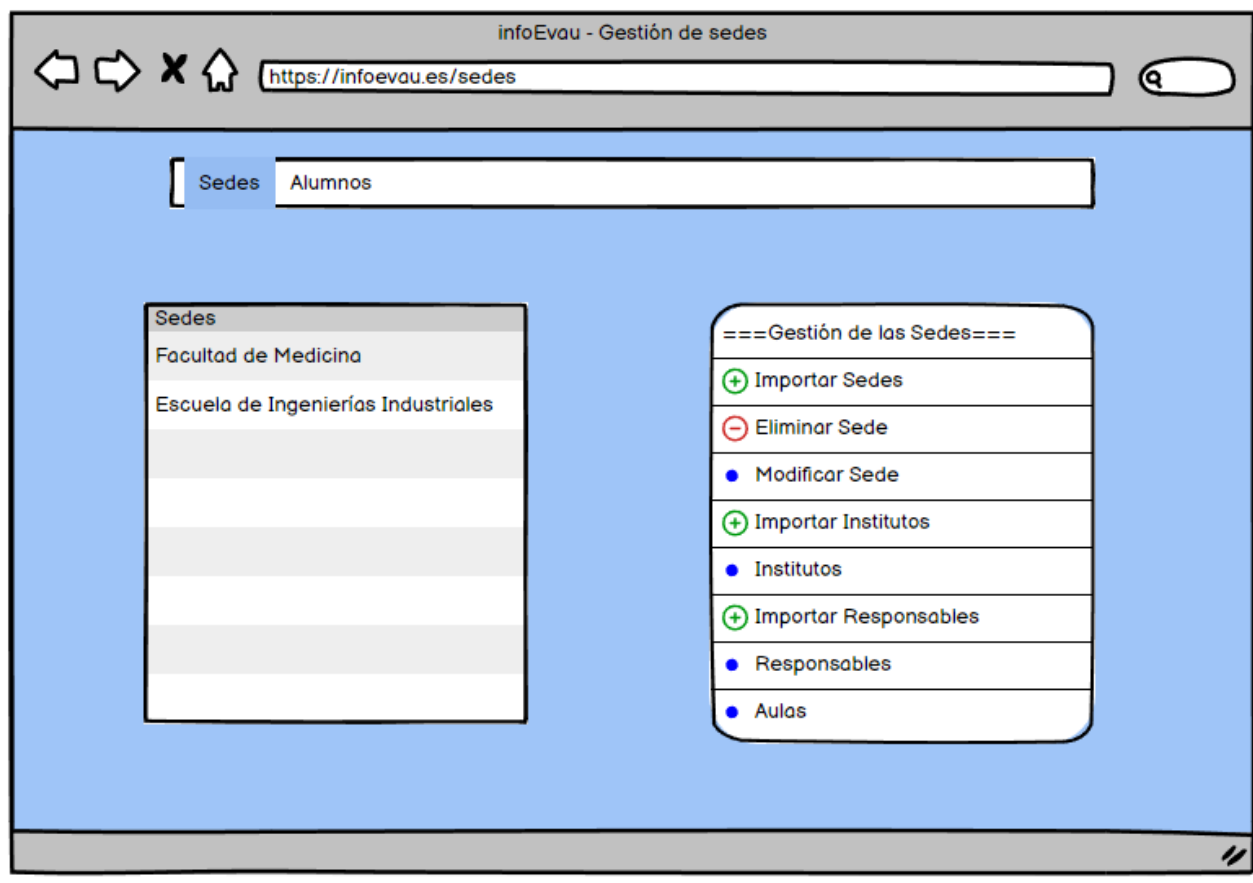 infoEvau - Gestión de sedes
https://infoevau.es/sedes
Sedes Alumnos
Sedes
Facultad de Medicina
Escuela de Ingenierías Industriales
===Gestión de las Sedes===
Importar Sedes
Eliminar Sede
Modificar Sede
Importar Institutos
Institutos
Importar Responsables
Responsables
Aulas